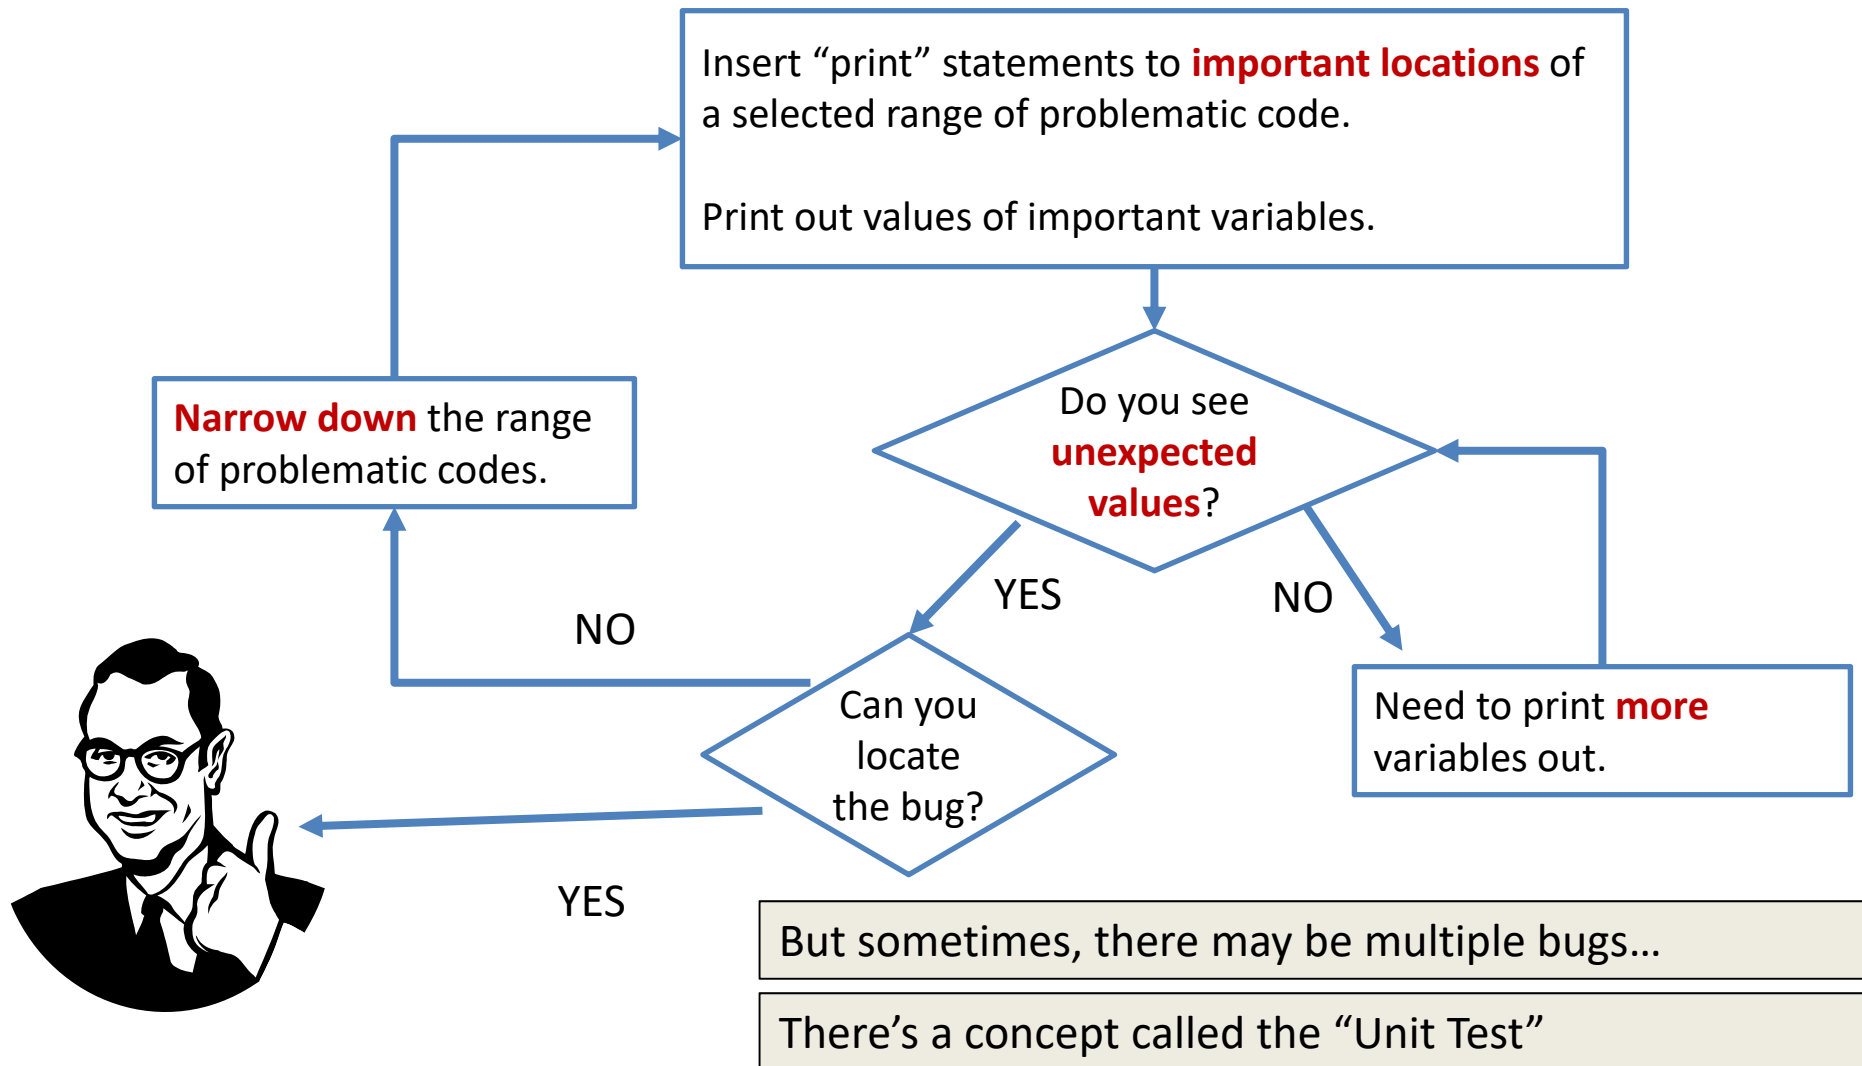 Insert “print” statements to important locations of
a selected range of problematic code.
Print out values of important variables.
Narrow down the range
of problematic codes.
Do you see
unexpected
values?
YES
NO
NO
Can you
locate
the bug?
Need to print more
variables out.
YES
But sometimes, there may be multiple bugs…
There’s a concept called the “Unit Test”